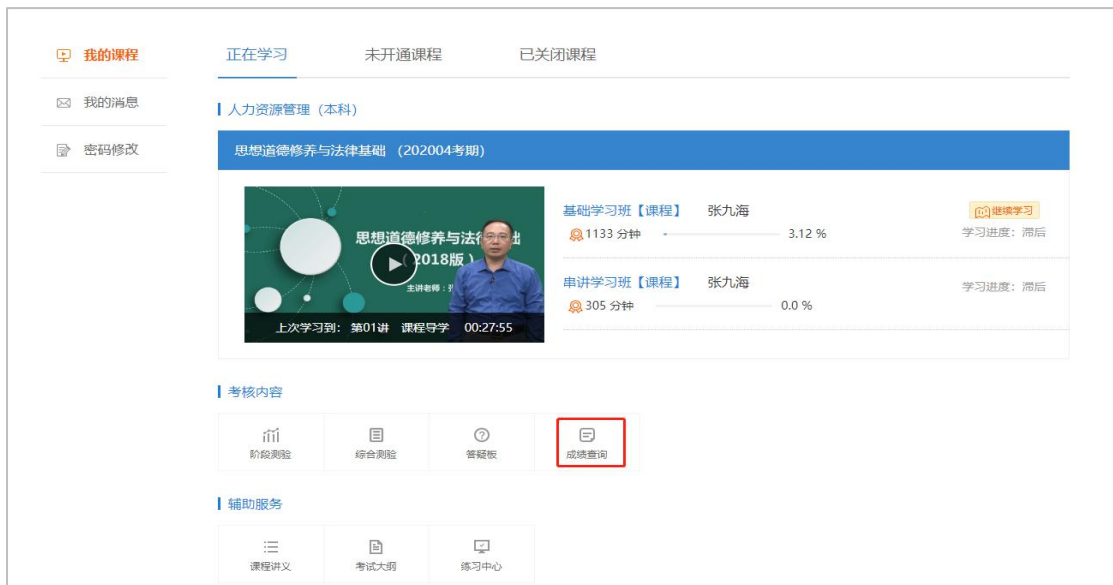 我的课程
我的消息
密码修改
正在学习 未开通课程 已关闭课程
人力资源管理（本科）
思想道德修养与法律基础 （202004考期）
思想道德修养与法 出
（2018版）
主讲老师：
上次学习到： 第01讲 课程导学 00:27:55
基础学习班【课程】 张九海
1133 分钟 3.12 %
继续学习
学习进度：滞后
串讲学习班【课程】 张九海
305 分钟 0.0 %
学习进度：滞后
考核内容
阶段测验 综合测验 答疑板 成绩查询
辅助服务
课程讲义 考试大纲 练习中心